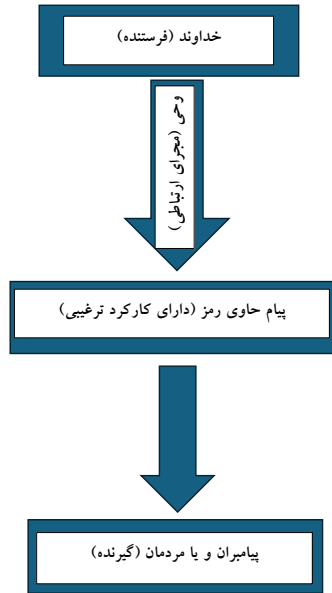 خداوند (فرستنده)
وحی (مجرای ارتباطی)
پیام حاوی رمز (دارای کارکرد ترغیبی)
پیامبران و یا مردمان (گیرنده)